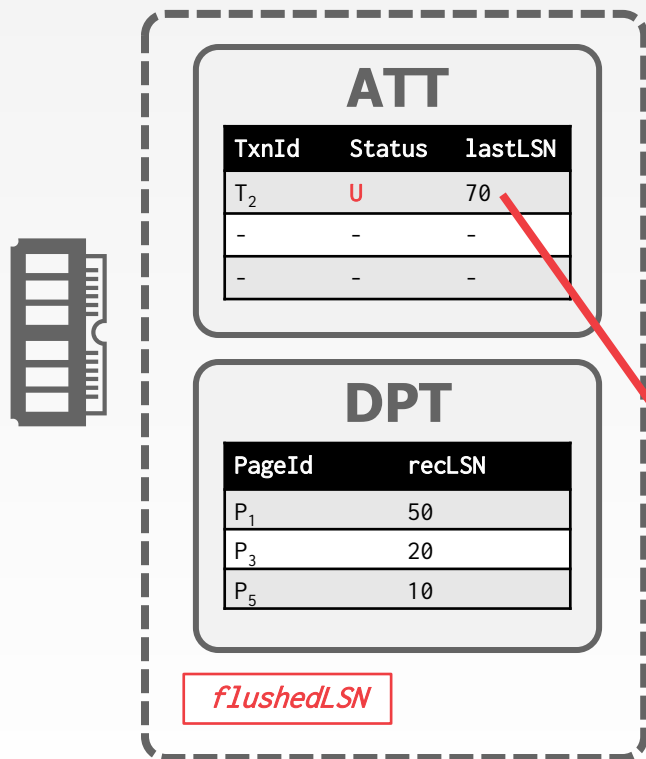 ATT
TxnId Status lastLSN
T2 U 70
- - -
- - -
DPT
PageId recLSN
P1 50
P3 20
P5 10
flushedLSN